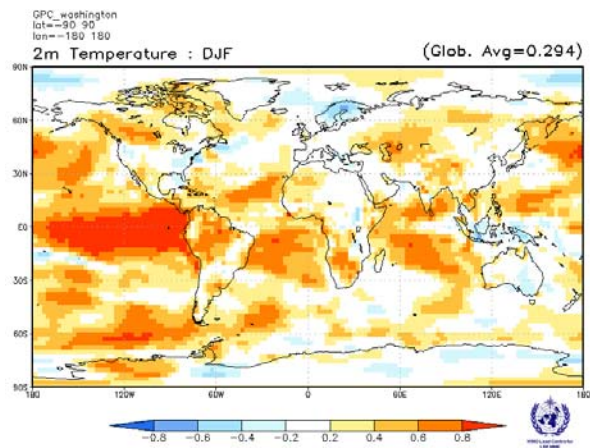 GPC_washington
lat=-90 90
lon=-180 180
2m Temperature : DJF (Glob. Avg=0.294)
90N
60N
30N
EQ
30S
60S
90S
180 120W 60W 0 60E 120E 180
-0.8 -0.6 -0.4 -0.2 0.2 0.4 0.6 0.8